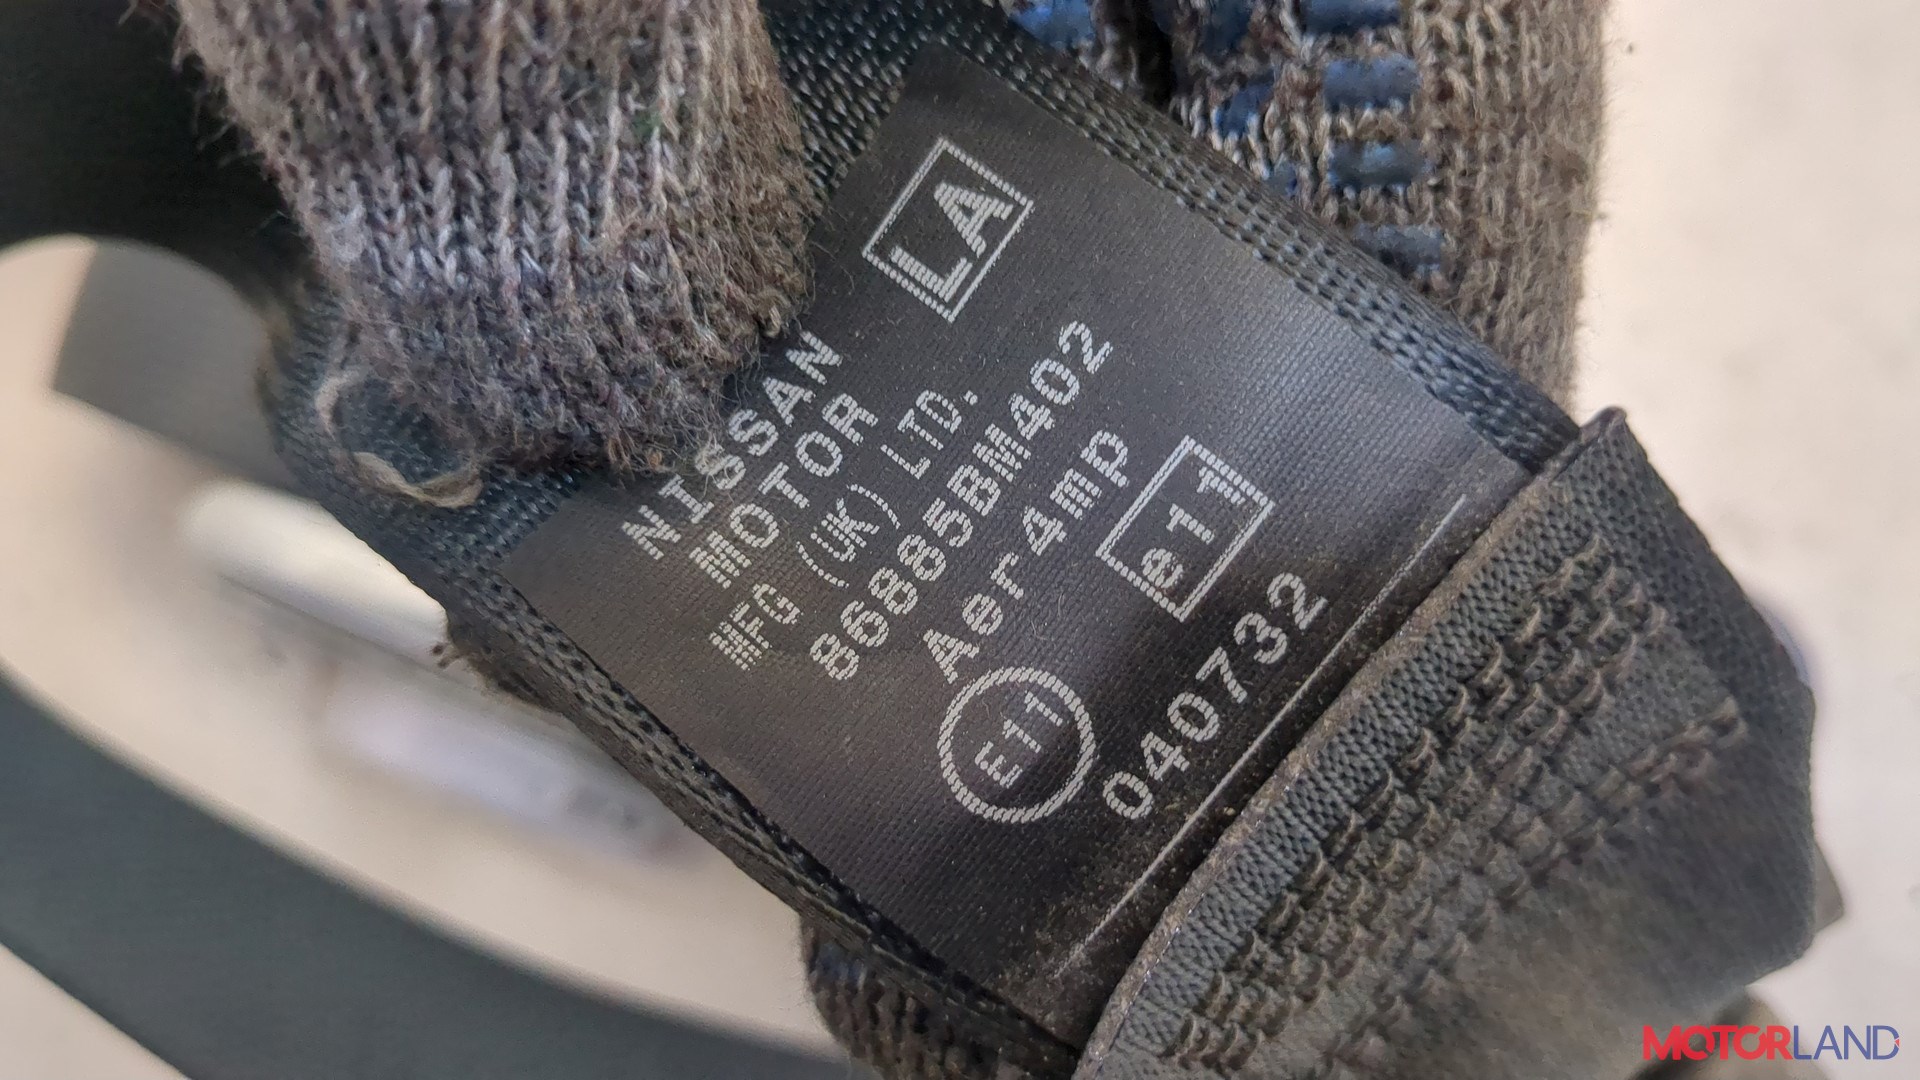 LA
NISSAN
MOTOR
MFG (UK) LTD.
86885BM402
Aer4mp
e11
E11
040732
MOTORLAND